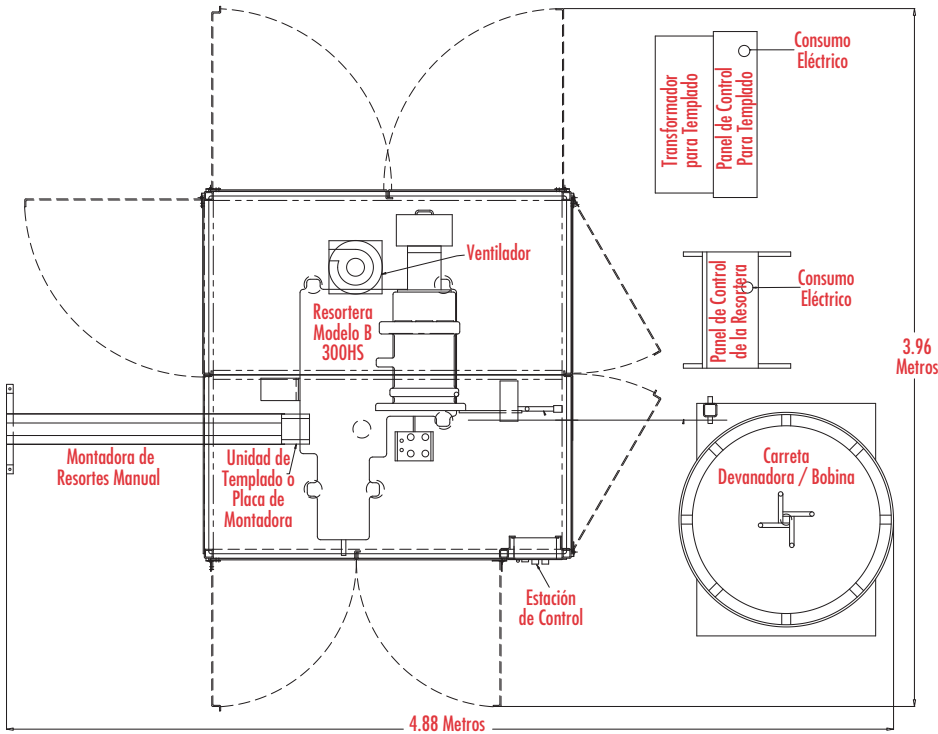 Consumo
Eléctrico
Transformador
para Templado
Panel de Control
Para Templado
Ventilador
Resortera
Modelo B
300HS
Panel de Control
de la Resortera
Consumo
Eléctrico
3.96
Metros
Montadora de
Resortes Manual
Unidad de
Templado o
Placa de
Montadora
Carreta
Devanadora / Bobina
Estación
de Control
4.88 Metros